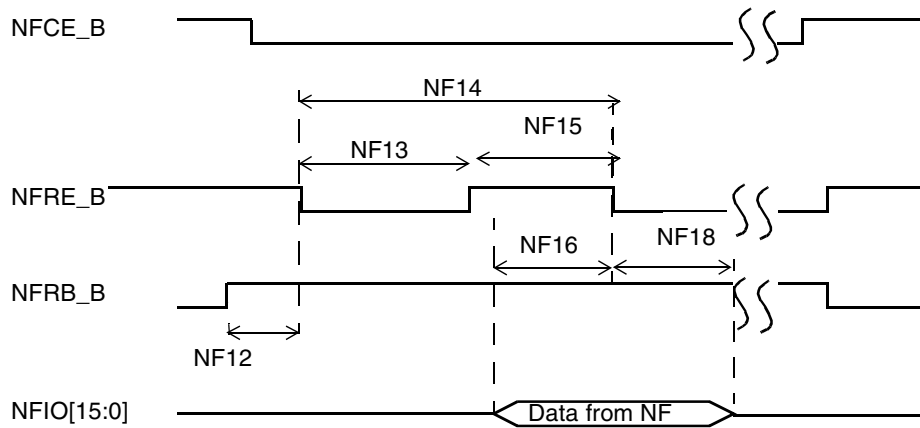 NFCE_B
NF14
NF15
NF13
NFRE_B
NF16
NF18
NFRB_B
NF12
NFIO[15:0]
Data from NF